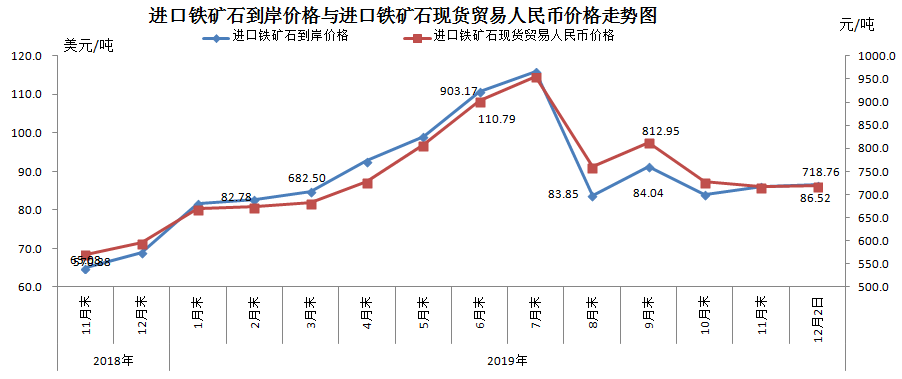 进口铁矿石到岸价格与进口铁矿石现货贸易人民币价格走势图
元/吨
美元/吨
进口铁矿石到岸价格 进口铁矿石现货贸易人民币价格
120.0 1000.0
950.0
110.0 903.17 900.0
110.79 850.0
100.0 812.95 800.0
90.0 682.50 718.76 750.0
82.78 83.85 84.04 86.52 700.0
80.0 650.0
70.0 600.0
65.08 570.88 550.0
60.0 500.0
11月末 12月末 1月末 2月末 3月末 4月末 5月末 6月末 7月末 8月末 9月末 10月末 11月末 12月2日
2018年 2019年